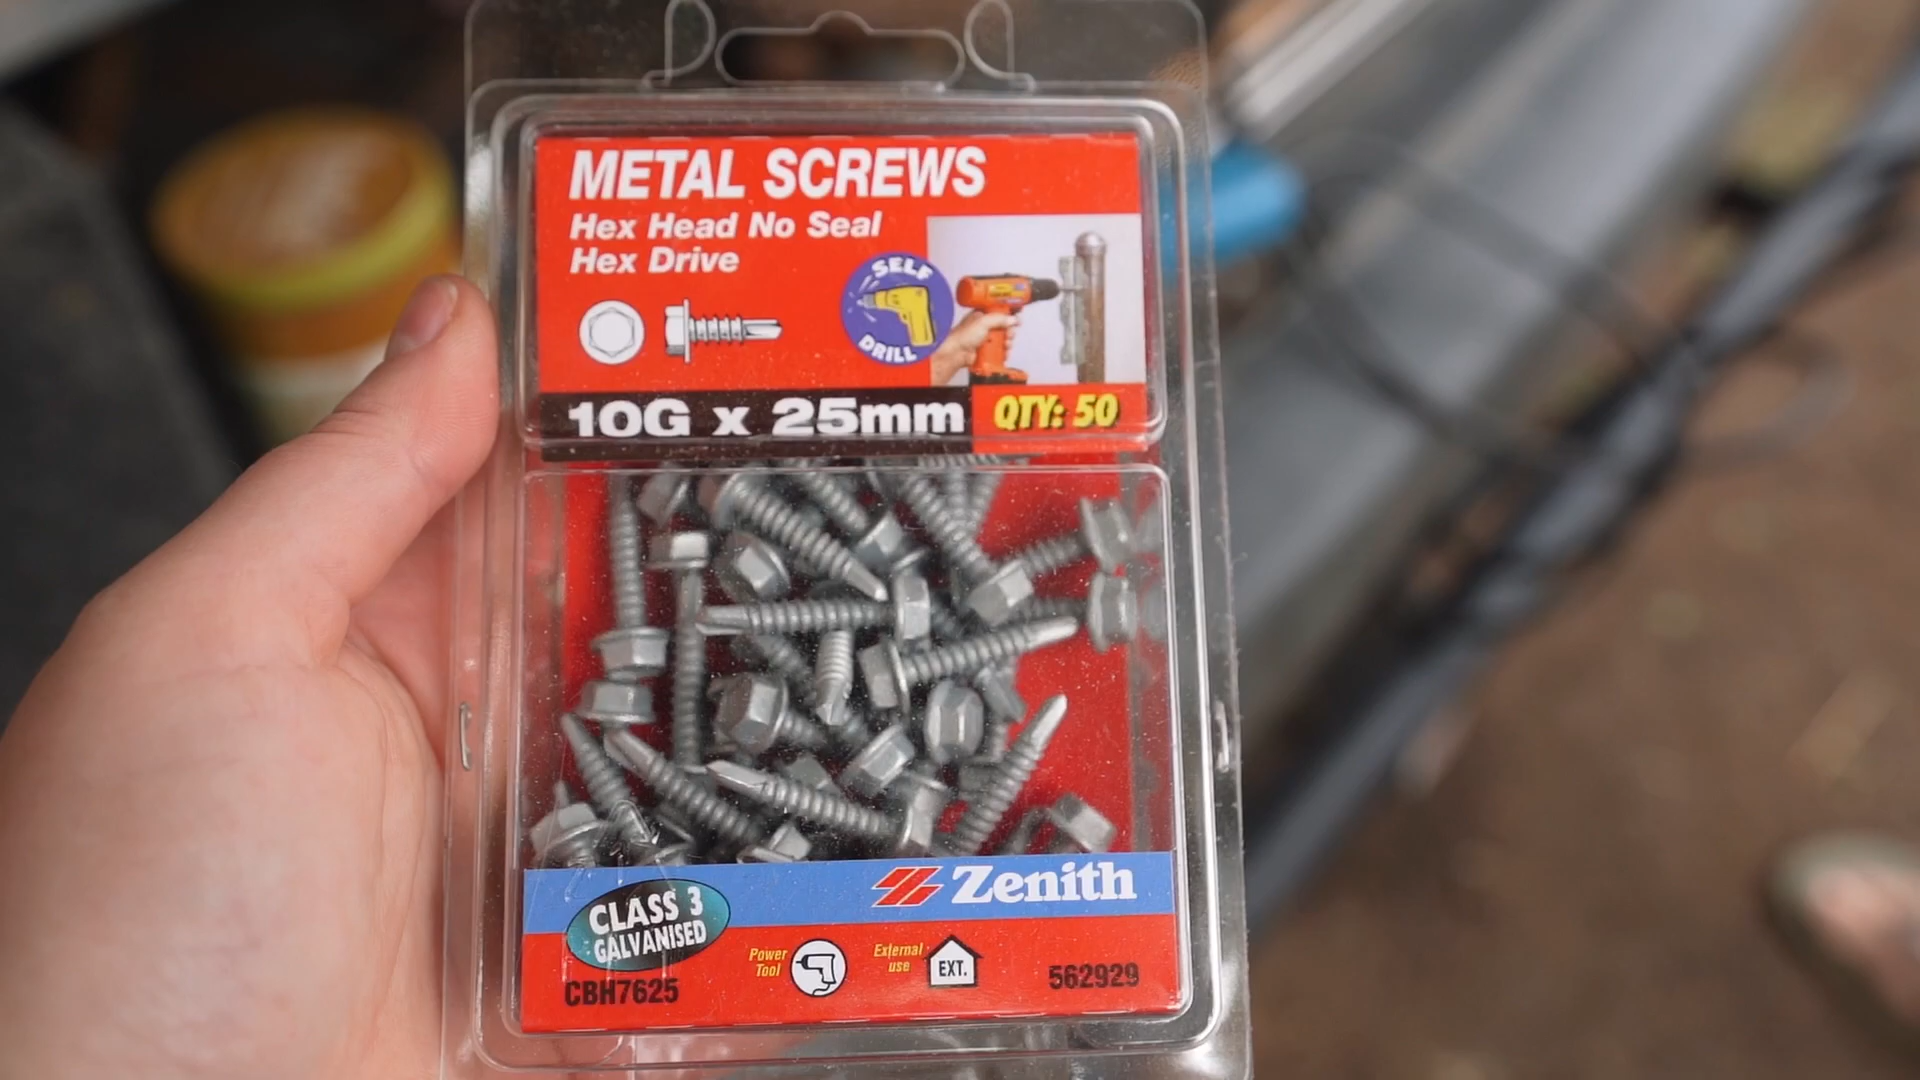 METAL SCREWS
Hex Head No Seal
Hex Drive
SELF
DRILL
10G x 25mm
QTY: 50
Zenith
CLASS 3
GALVANISED
Power
Tool
External
use
EXT.
CBH7625
562929